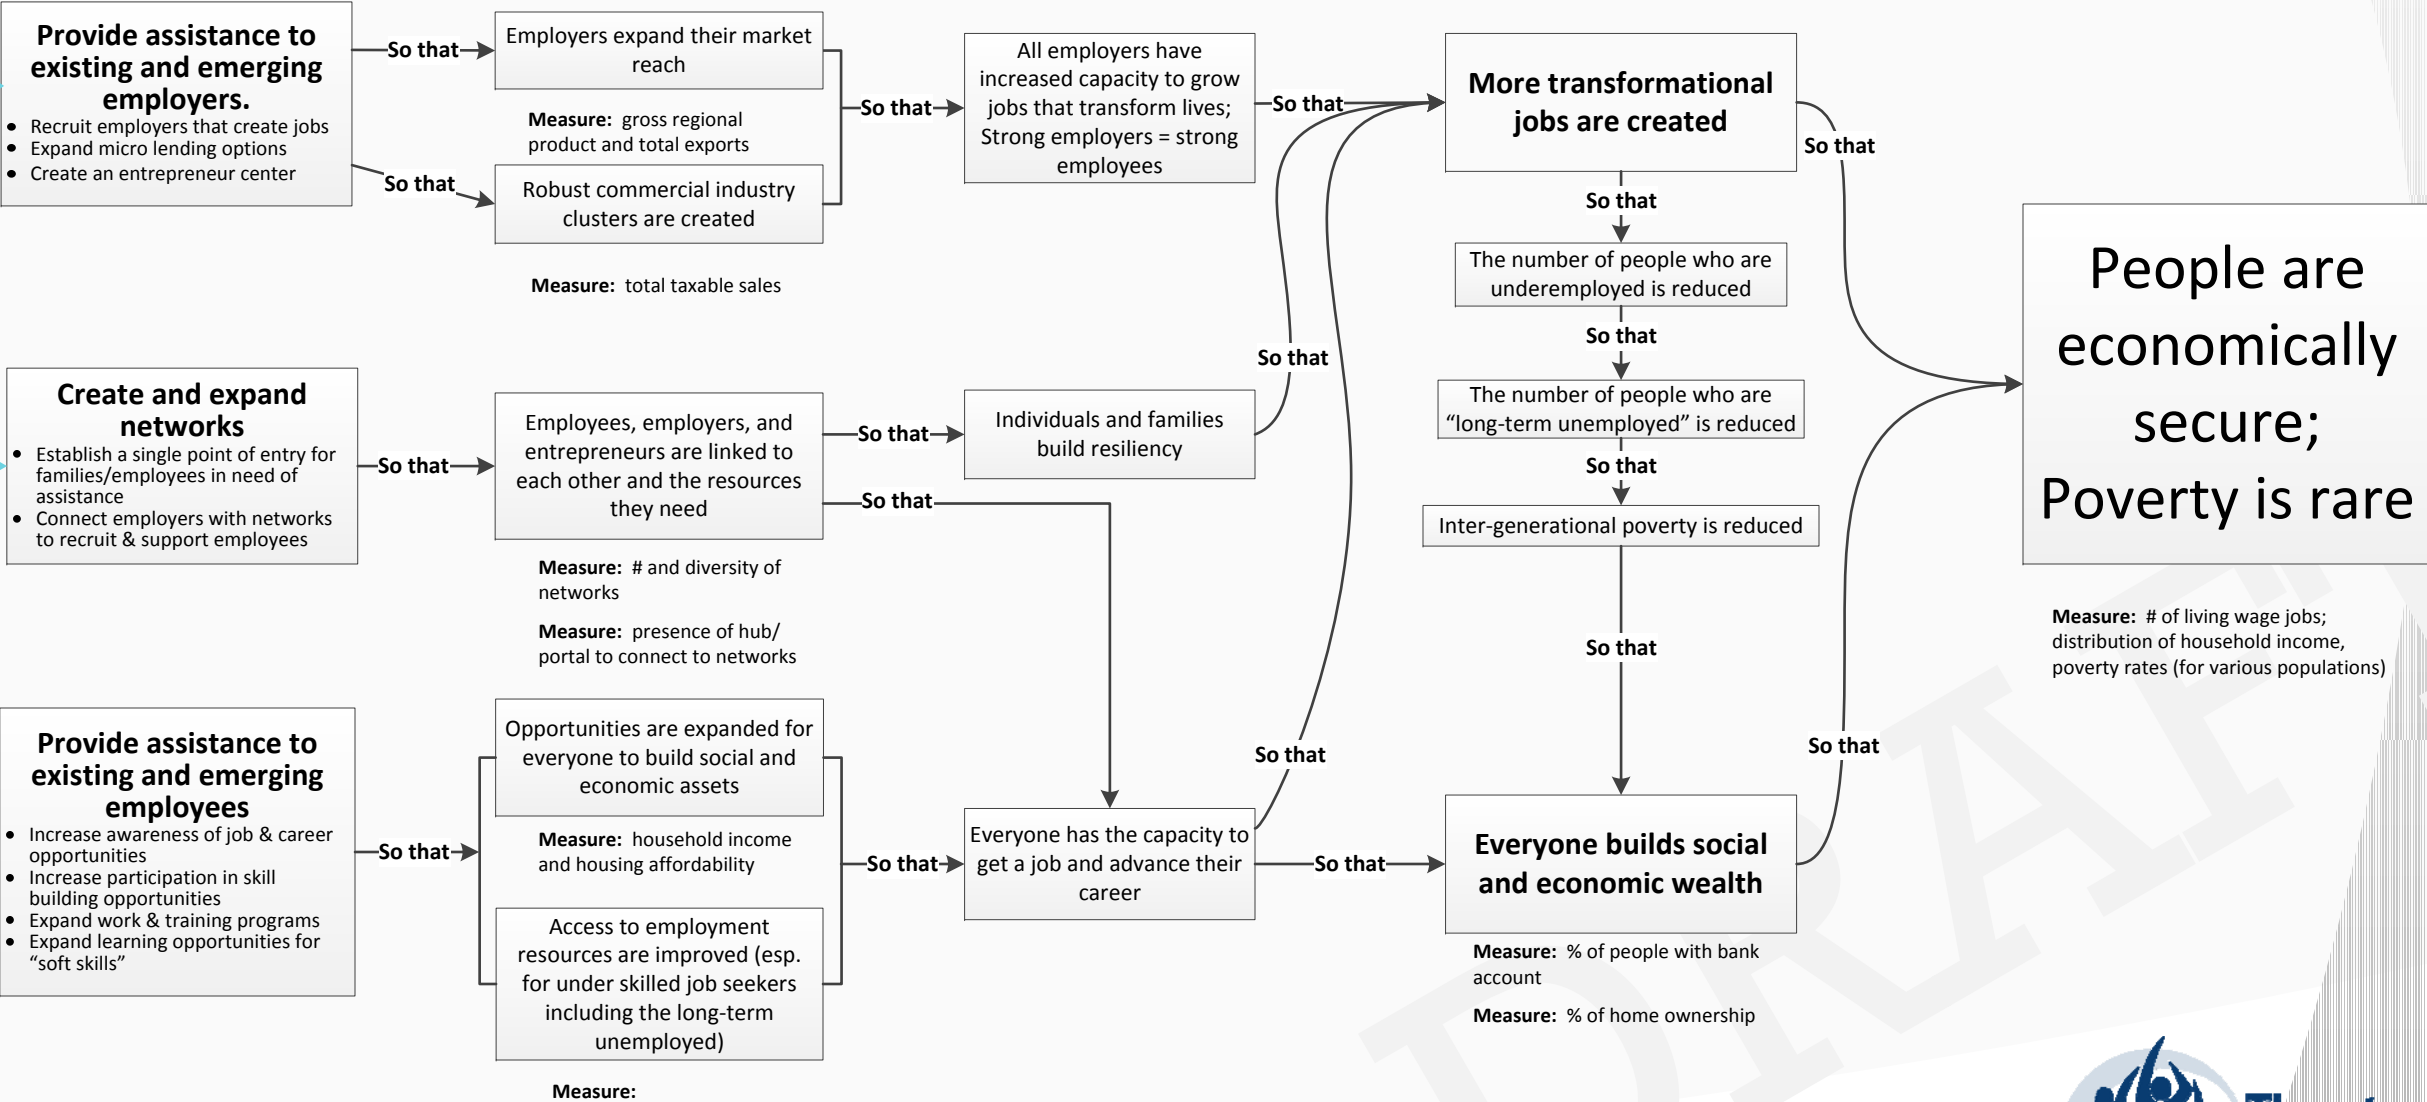 Provide assistance to
existing and emerging
employers.
• Recruit employers that create jobs
• Expand micro lending options
• Create an entrepreneur center
So that
So that
Employers expand their market
reach
Measure: gross regional
product and total exports
Robust commercial industry
clusters are created
Measure: total taxable sales
So that
All employers have
increased capacity to grow
jobs that transform lives;
Strong employers = strong
employees
So that
More transformational
jobs are created
So that
So that
The number of people who are
underemployed is reduced
So that
The number of people who are
“long-term unemployed” is reduced
So that
Inter-generational poverty is reduced
So that
Create and expand
networks
• Establish a single point of entry for
families/employees in need of
assistance
• Connect employers with networks
to recruit & support employees
So that
Employees, employers, and
entrepreneurs are linked to
each other and the resources
they need
Measure: # and diversity of
networks
Measure: presence of hub/
portal to connect to networks
So that
So that
Individuals and families
build resiliency
So that
Provide assistance to
existing and emerging
employees
• Increase awareness of job & career
opportunities
• Increase participation in skill
building opportunities
• Expand work & training programs
• Expand learning opportunities for
“soft skills”
So that
Opportunities are expanded for
everyone to build social and
economic assets
Measure: household income
and housing affordability
Access to employment
resources are improved (esp.
for under skilled job seekers
including the long-term
unemployed)
Measure:
So that
Everyone has the capacity to
get a job and advance their
career
So that
So that
Everyone builds social
and economic wealth
Measure: % of people with bank
account
Measure: % of home ownership
So that
People are
economically
secure;
Poverty is rare
Measure: # of living wage jobs;
distribution of household income,
poverty rates (for various populations)
DRAFT